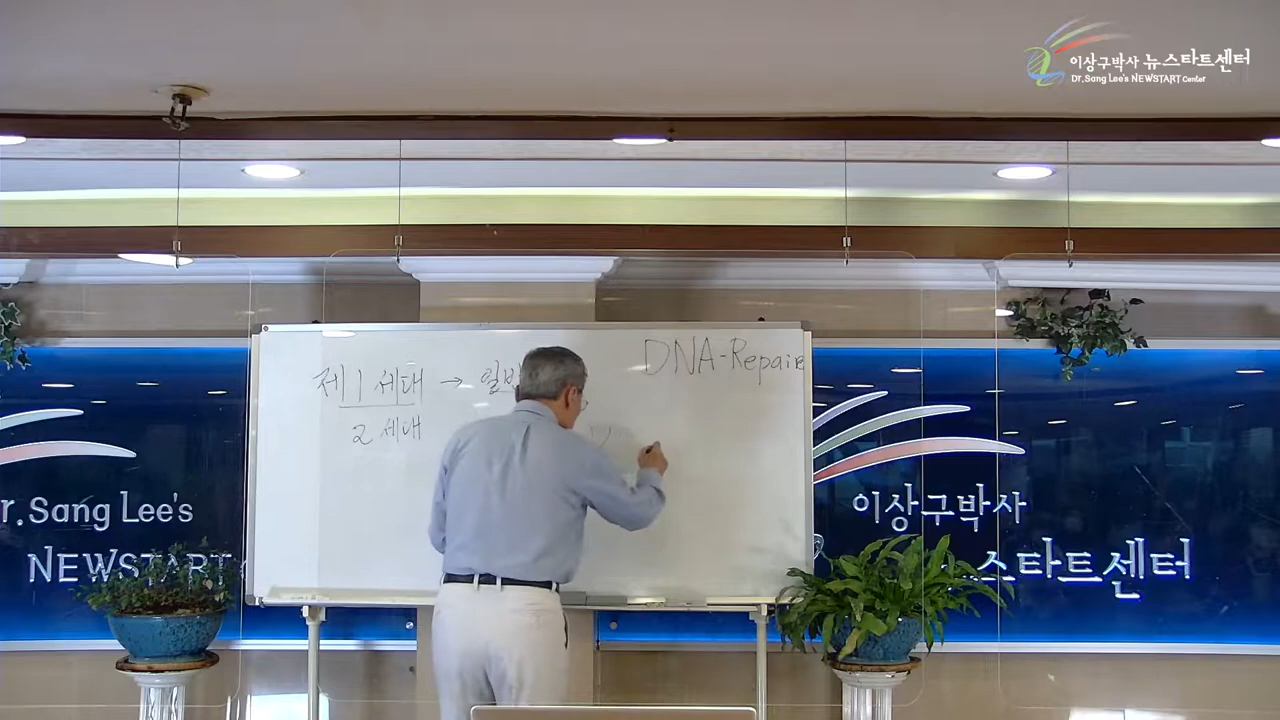 이상구박사 뉴스타트센터
Dr.Sang Lee's NEWSTART Center
DNA-Repair
제1세대 → 일반
2세대
r.Sang Lee's
NEWSTART
이상구박사
스타트센터